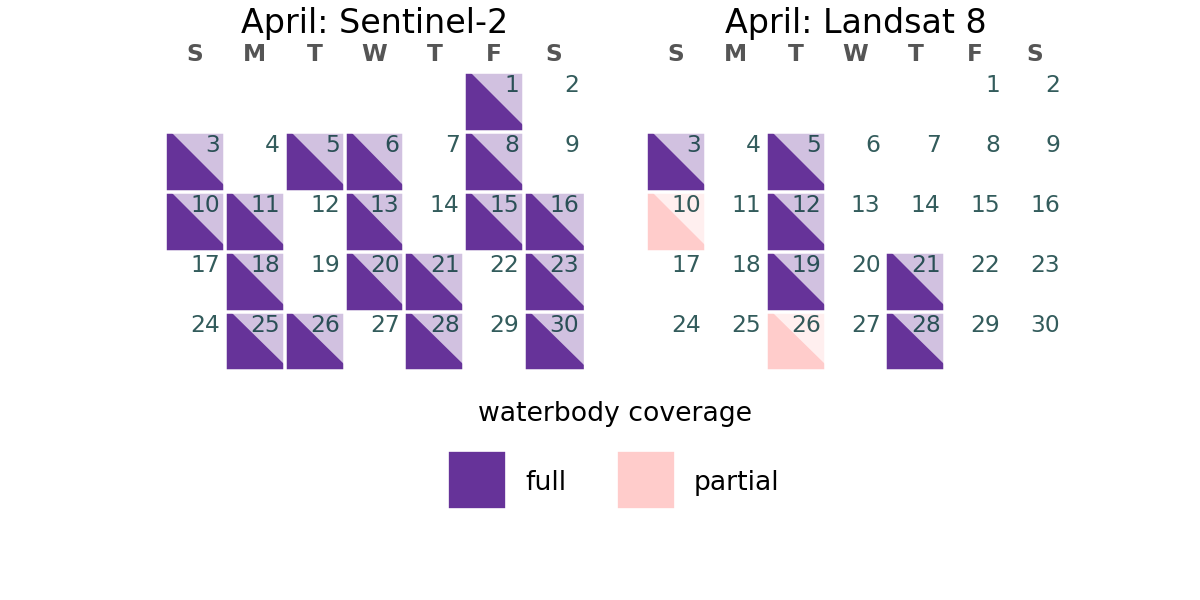 April: Sentinel-2
S M T W T F S
1 2
3 4 5 6 7 8 9
10 11 12 13 14 15 16
17 18 19 20 21 22 23
24 25 26 27 28 29 30
April: Landsat 8
S M T W T F S
1 2
3 4 5 6 7 8 9
10 11 12 13 14 15 16
17 18 19 20 21 22 23
24 25 26 27 28 29 30
waterbody coverage
full
partial